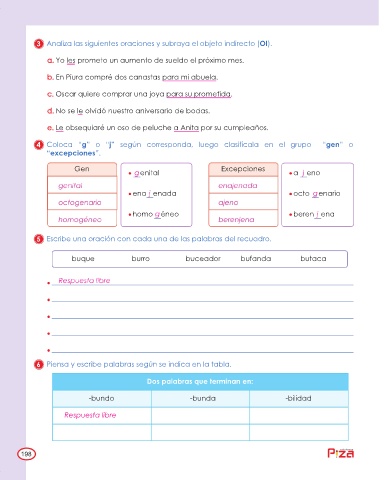 3 Analiza las siguientes oraciones y subraya el objeto indirecto (OI).
a. Yo les prometo un aumento de sueldo el próximo mes.
b. En Piura compré dos canastas para mi abuela.
c. Oscar quiere comprar una joya para su prometida.
d. No se le olvidó nuestro aniversario de bodas.
e. Le obsequiaré un oso de peluche a Anita por su cumpleaños.
4 Coloca "g" o "j" según corresponda, luego clasifícala en el grupo "gen" o
"excepciones".
Gen
genital
octogenario
homogéneo
• genital
• ena j enada
• homo géneo
Excepciones
enajenada
ajeno
berenjena
• a j eno
• octo genario
• beren j ena
5 Escribe una oración con cada una de las palabras del recuadro.
buque burro buceador bufanda butaca
• Respuesta libre
•
•
•
•
6 Piensa y escribe palabras según se indica en la tabla.
Dos palabras que terminan en:
-bundo -bunda -bilidad
Respuesta libre
198 Pizza